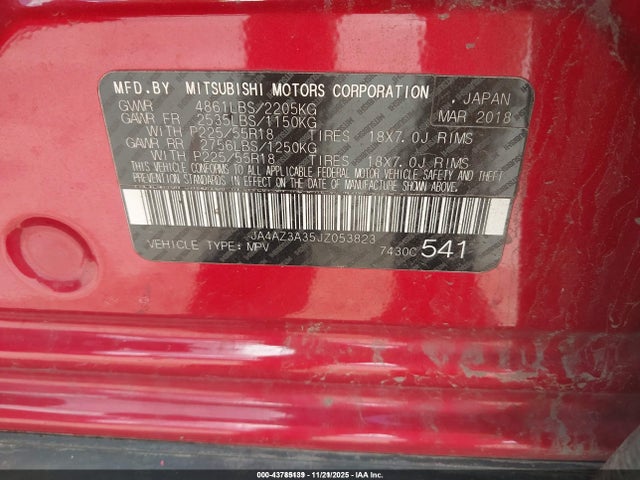 MFD.BY MITSUBISHI MOTORS CORPORATION
, JAPAN
GVWR 4861LBS/2205KG
MAR 2018
GAWR FR 2535LBS/1150KG
WITH P225/55R18 TIRES 18X7.0J RIMS
GAWR RR 2756LBS/1250KG
WITH P225/55R18 TIRES 18X7.0J RIMS
THIS VEHICLE CONFORMS TO ALL APPLICABLE FEDERAL MOTOR VEHICLE SAFETY AND THEFT
PREVENTION STANDARDS IN EFFECT ON THE DATE OF MANUFACTURE SHOWN ABOVE.
JA4AZ3A35JZ053823
VEHICLE TYPE: MPV
7430C 541
00-43785139 - 11/21/2025 - IAA Inc.